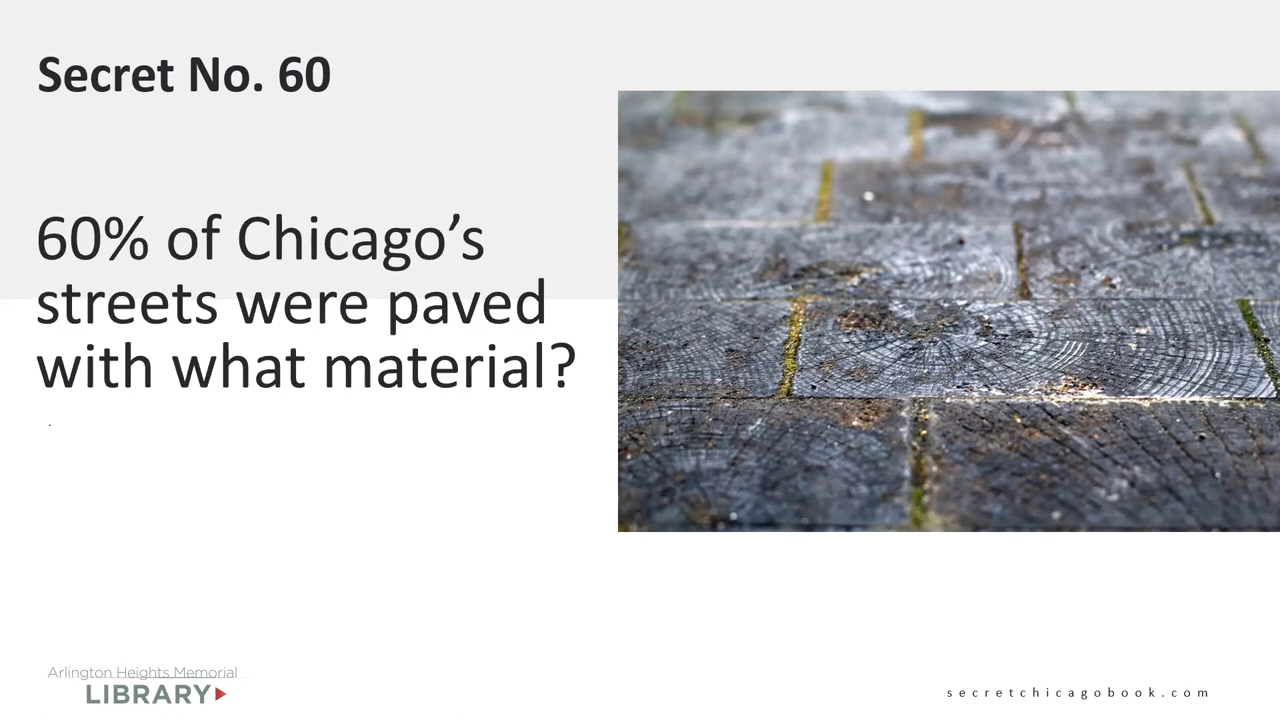 Secret No. 60
60% of Chicago’s
streets were paved
with what material?
.
Arlington Heights Memorial
LIBRARY
secretchicagobook.com